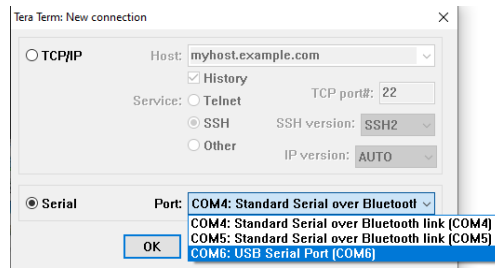 Tera Term: New connection
TCP/IP
Host: myhost.example.com
History
Service: Telnet
TCP port#: 22
SSH
SSH version: SSH2
Other
IP version: AUTO
Serial
Port: COM4: Standard Serial over Bluetooth
COM4: Standard Serial over Bluetooth link (COM4)
COM5: Standard Serial over Bluetooth link (COM5)
COM6: USB Serial Port (COM6)
OK